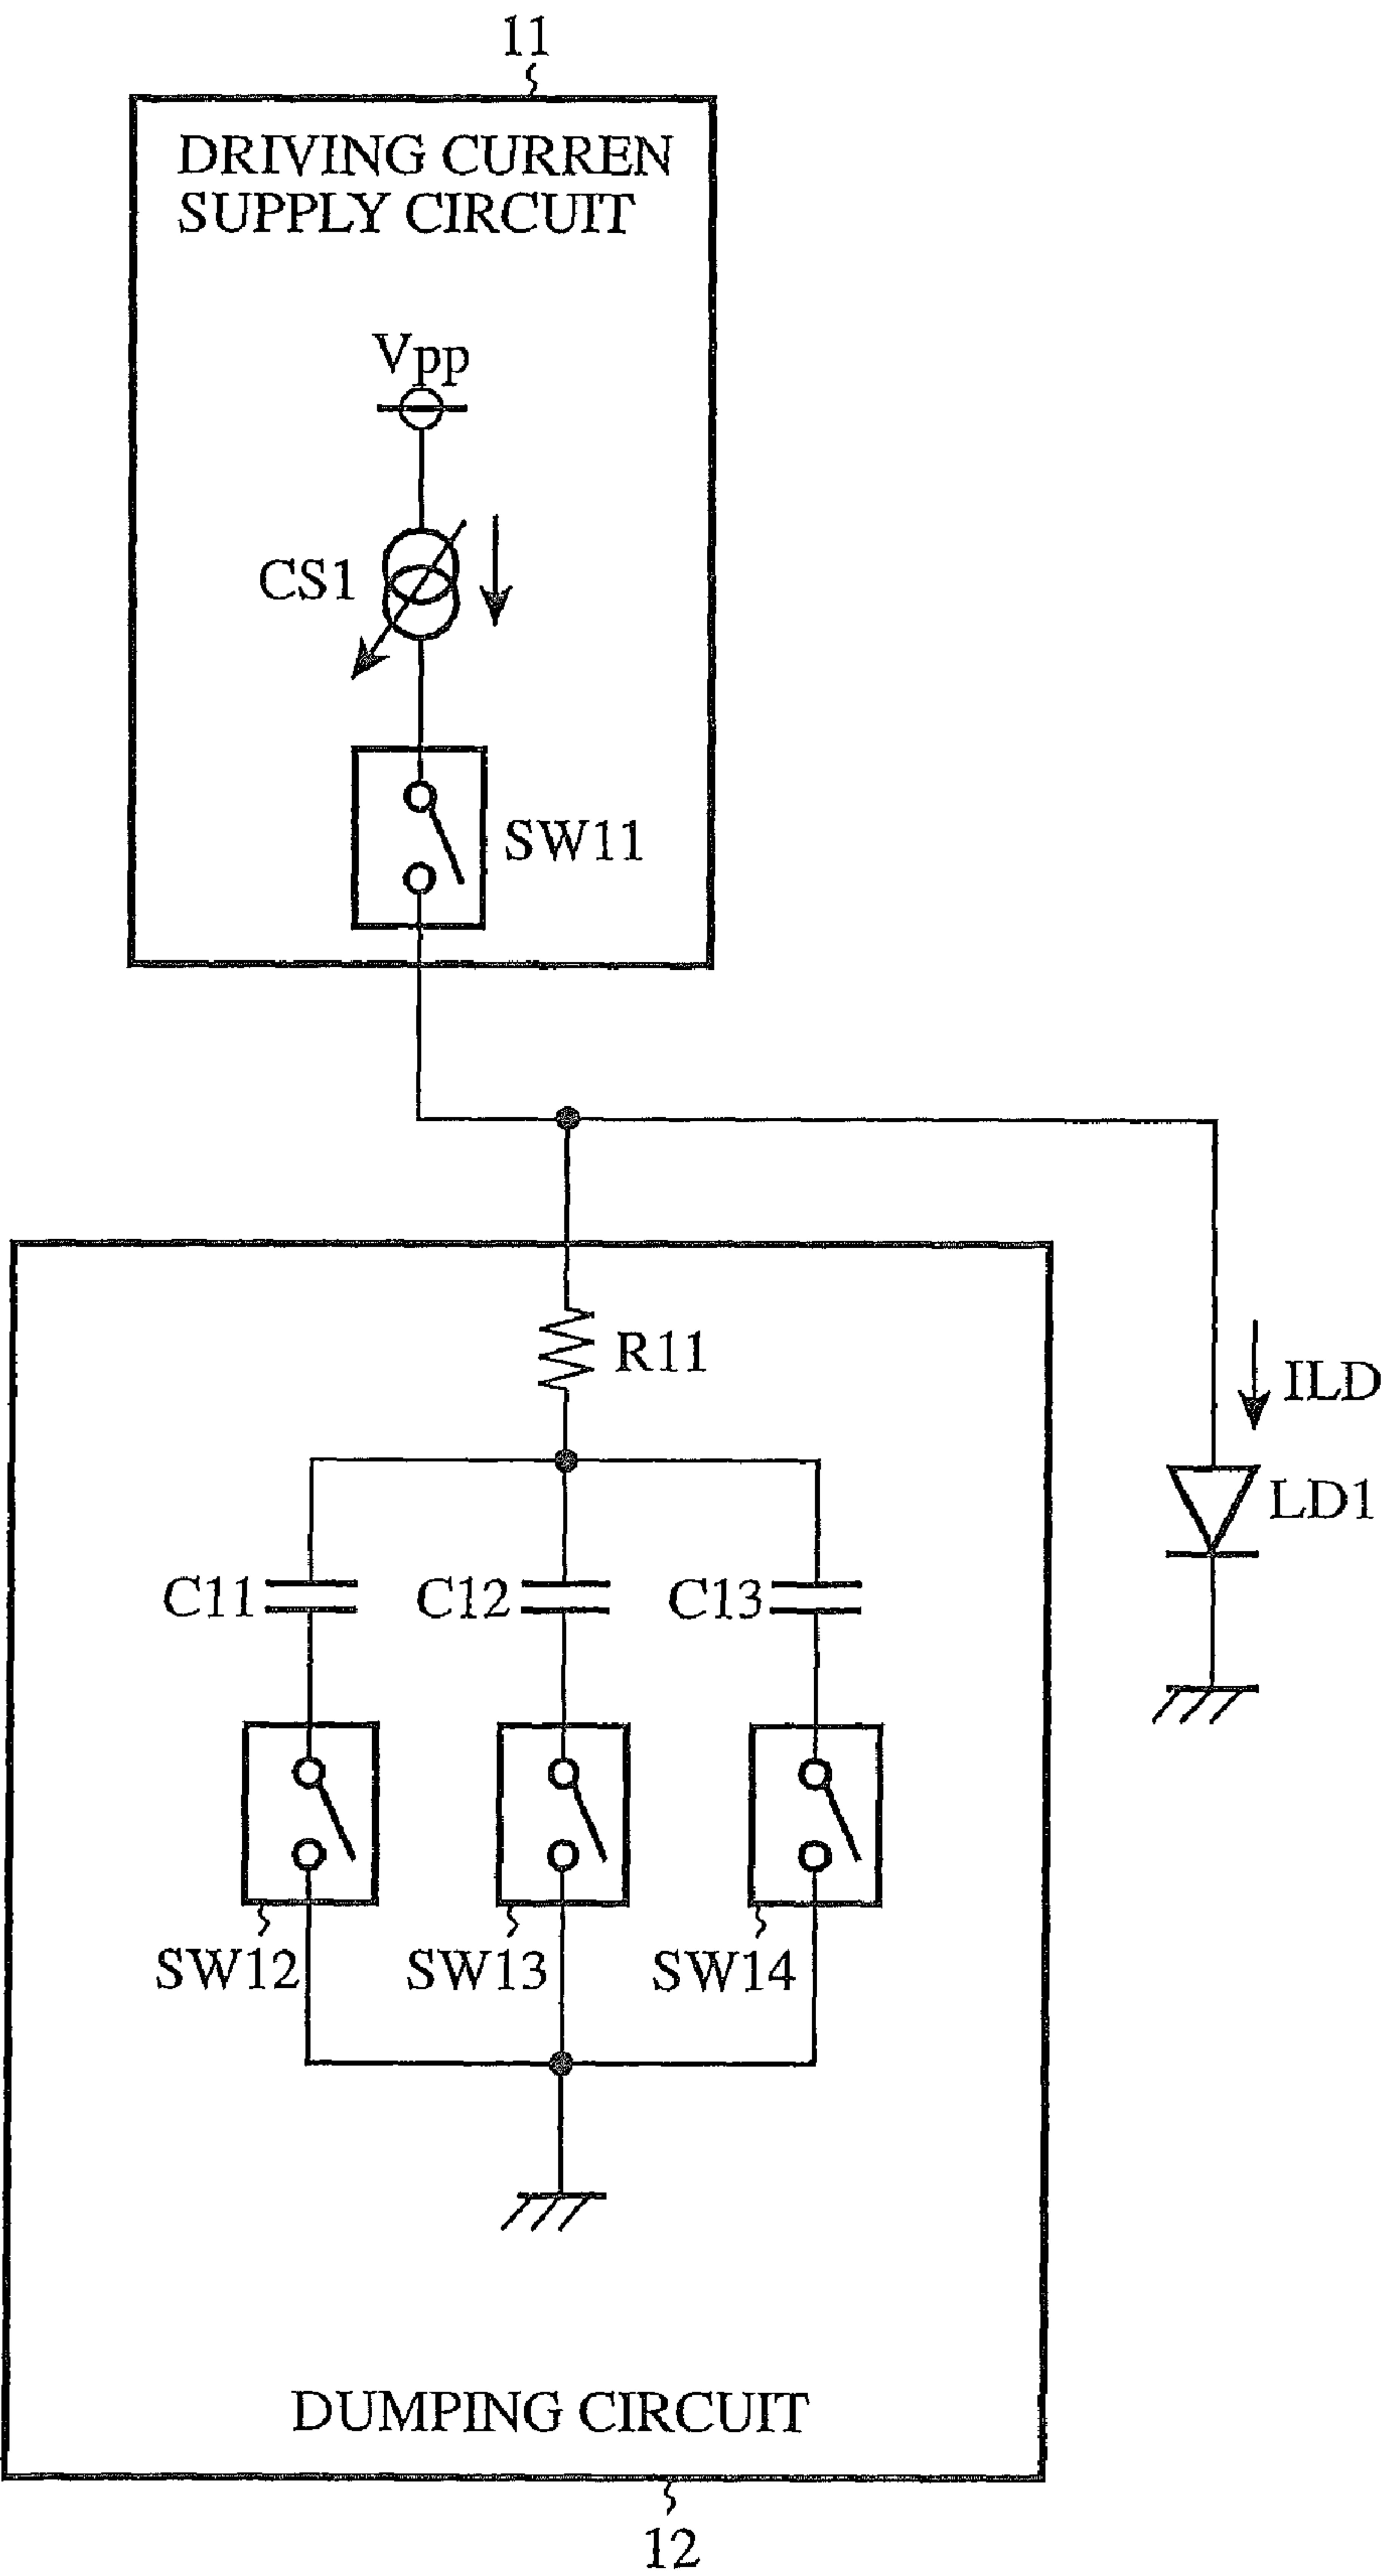 11
DRIVING CURREN
SUPPLY CIRCUIT
Vpp
CS1
SW11
R11
ILD
LD1
C11
C12
C13
SW12
SW13
SW14
DUMPING CIRCUIT
12